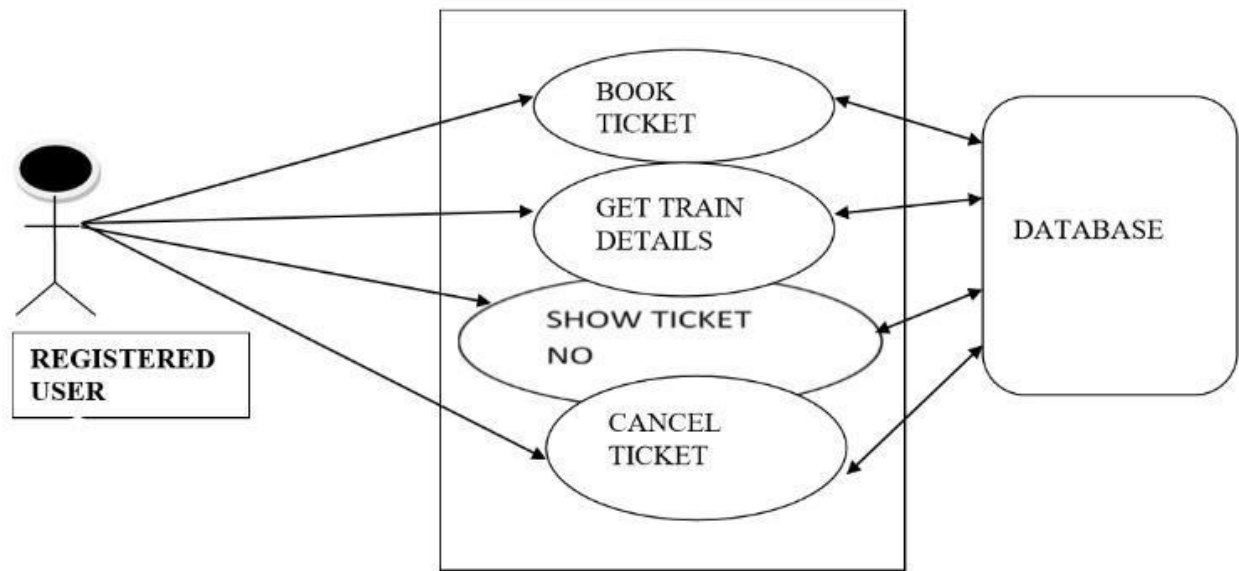 BOOK
TICKET
GET TRAIN
DETAILS
SHOW TICKET
NO
CANCEL
TICKET
DATABASE
REGISTERED
USER